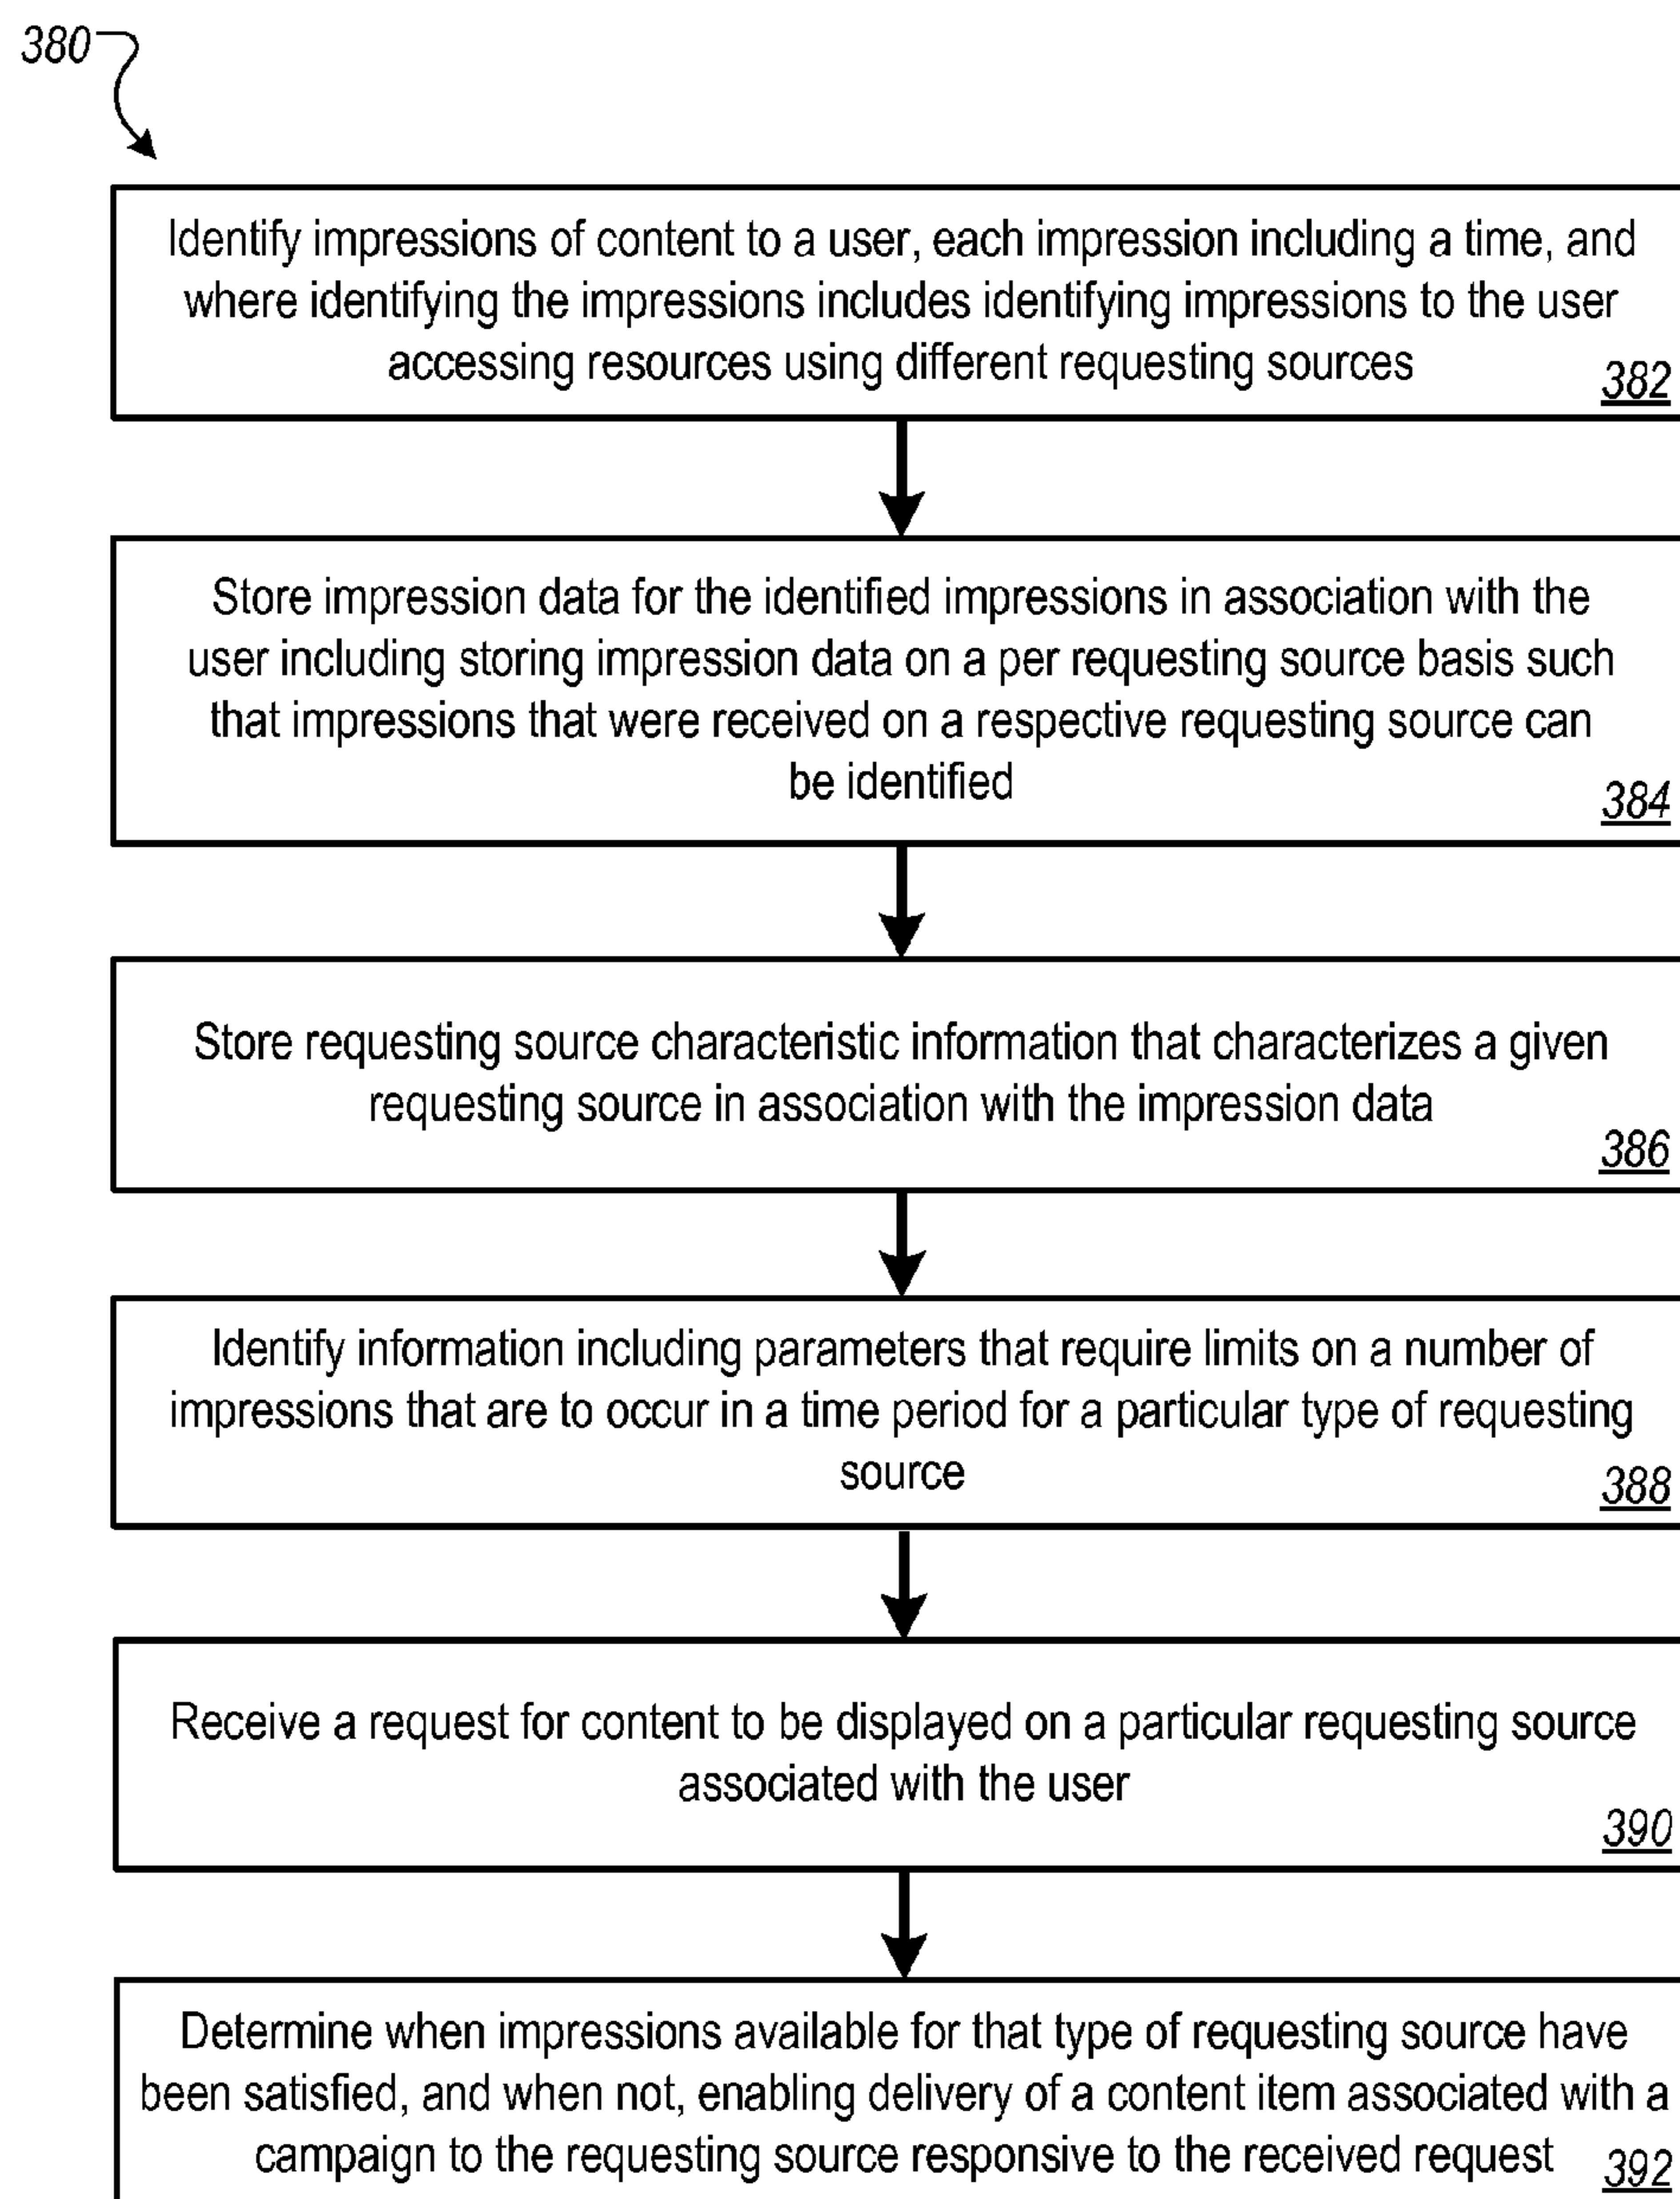 380
Identify impressions of content to a user, each impression including a time, and
where identifying the impressions includes identifying impressions to the user
accessing resources using different requesting sources
382
Store impression data for the identified impressions in association with the
user including storing impression data on a per requesting source basis such
that impressions that were received on a respective requesting source can
be identified
384
Store requesting source characteristic information that characterizes a given
requesting source in association with the impression data
386
Identify information including parameters that require limits on a number of
impressions that are to occur in a time period for a particular type of requesting
source
388
Receive a request for content to be displayed on a particular requesting source
associated with the user
390
Determine when impressions available for that type of requesting source have
been satisfied, and when not, enabling delivery of a content item associated with a
campaign to the requesting source responsive to the received request
392